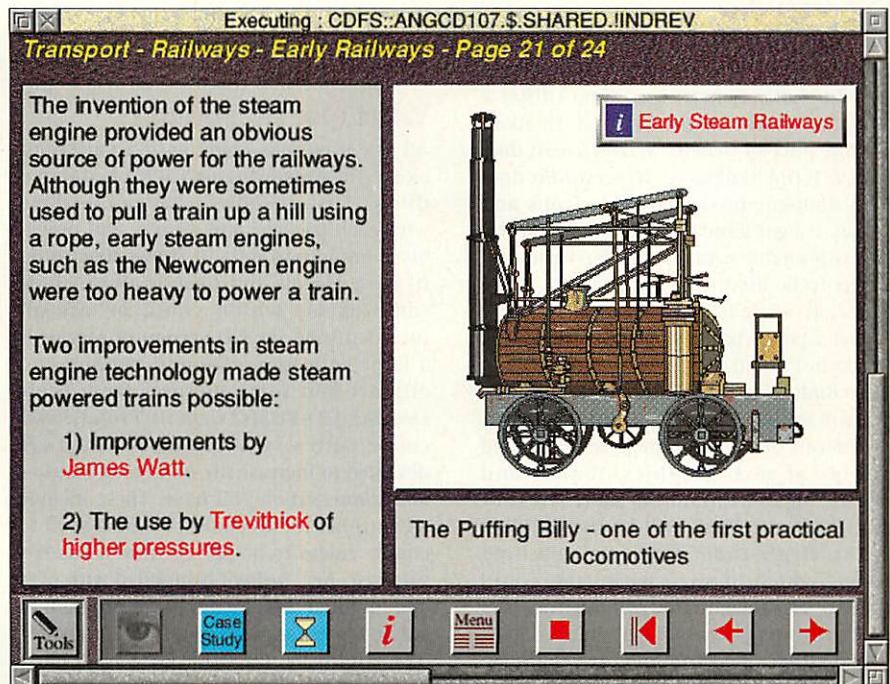 Executing : CDFS::ANGCD107.$.SHARED.!INDREV
Transport - Railways - Early Railways - Page 21 of 24
The invention of the steam
engine provided an obvious
source of power for the railways.
Although they were sometimes
used to pull a train up a hill using
a rope, early steam engines,
such as the Newcomen engine
were too heavy to power a train.
Two improvements in steam
engine technology made steam
powered trains possible:
1) Improvements by
James Watt.
2) The use by Trevithick of
higher pressures.
i Early Steam Railways
The Puffing Billy - one of the first practical
locomotives
Tools
Case
Study
i
Menu